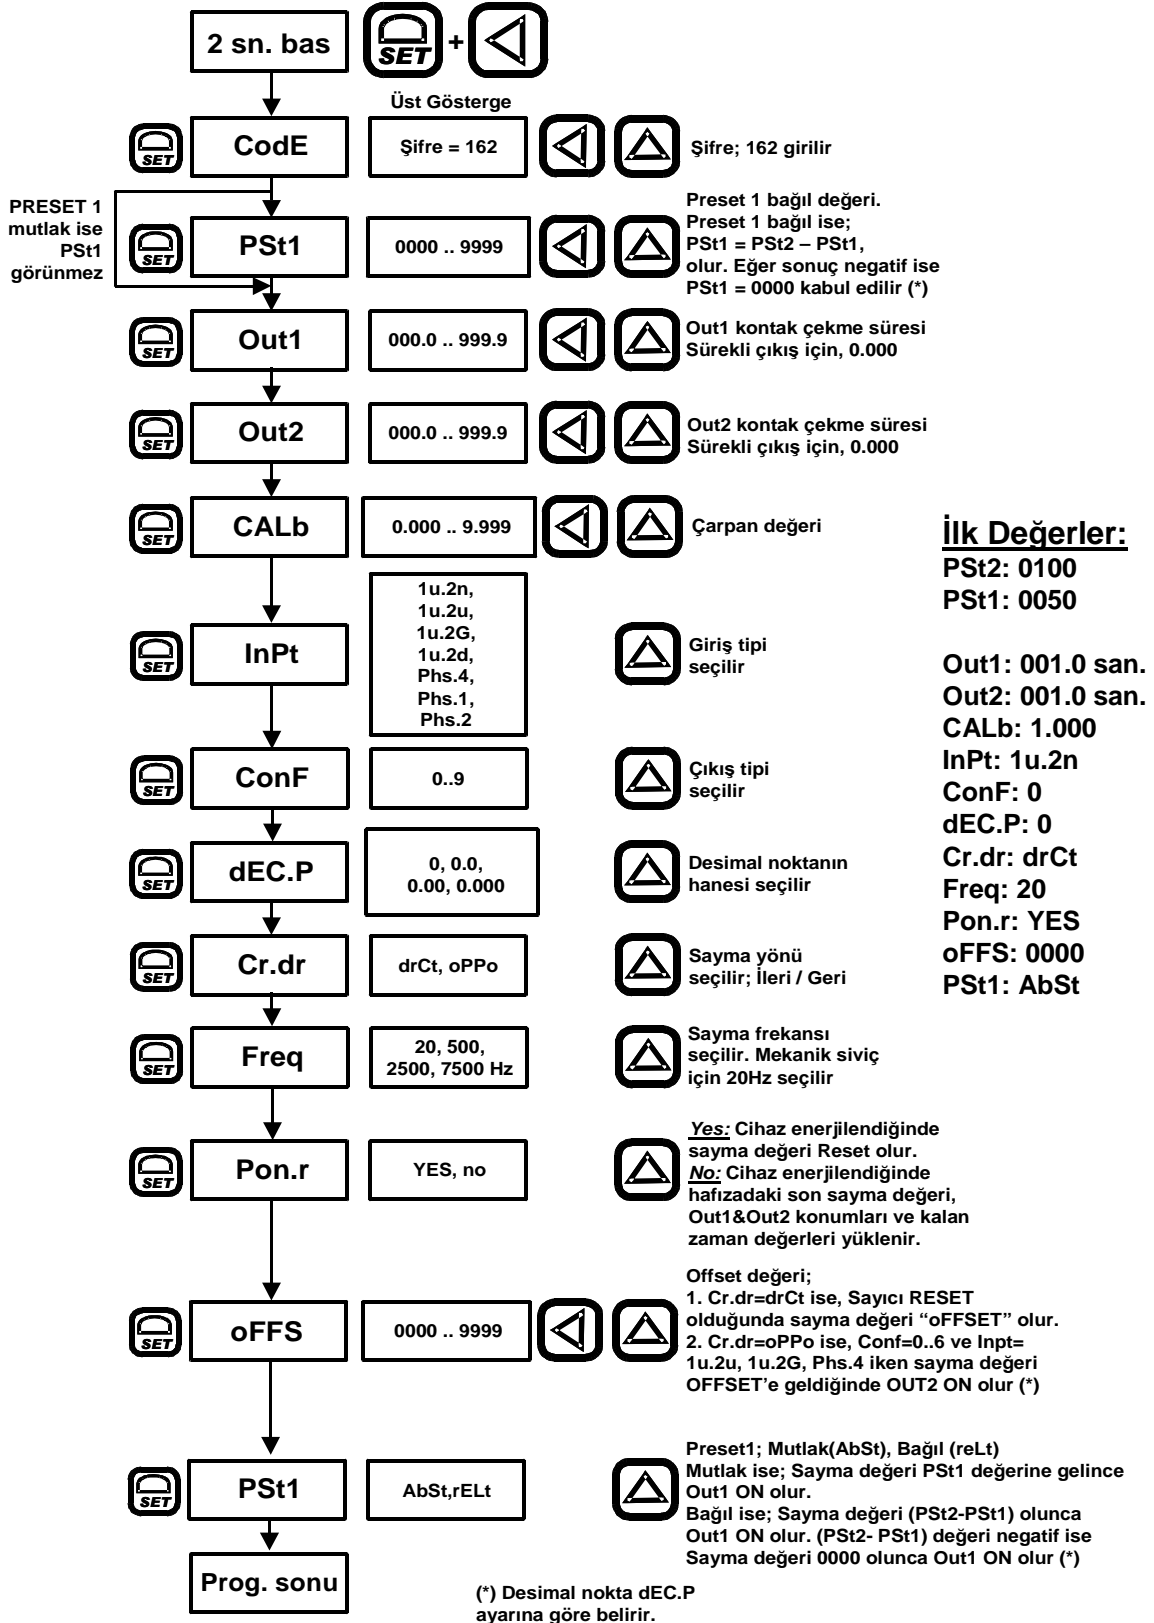 2 sn. bas
SET
+
Üst Gösterge
SET
CodE
Şifre = 162
Şifre; 162 girilir
PRESET 1
mutlak ise
PSt1
görünmez
SET
PSt1
0000 .. 9999
Preset 1 bağıl değeri.
Preset 1 bağıl ise;
PSt1 = PSt2 – PSt1,
olur. Eğer sonuç negatif ise
PSt1 = 0000 kabul edilir (*)
SET
Out1
000.0 .. 999.9
Out1 kontak çekme süresi
Sürekli çıkış için, 0.000
SET
Out2
000.0 .. 999.9
Out2 kontak çekme süresi
Sürekli çıkış için, 0.000
SET
CALb
0.000 .. 9.999
Çarpan değeri
SET
InPt
1u.2n,
1u.2u,
1u.2G,
1u.2d,
Phs.4,
Phs.1,
Phs.2
Giriş tipi
seçilir
SET
ConF
0..9
Çıkış tipi
seçilir
SET
dEC.P
0, 0.0,
0.00, 0.000
Desimal noktanın
hanesi seçilir
SET
Cr.dr
drCt, oPPo
Sayma yönü
seçilir; İleri / Geri
SET
Freq
20, 500,
2500, 7500 Hz
Sayma frekansı
seçilir. Mekanik siviç
için 20Hz seçilir
SET
Pon.r
YES, no
Yes: Cihaz enerjilendiğinde
sayma değeri Reset olur.
No: Cihaz enerjilendiğinde
hafızadaki son sayma değeri,
Out1&Out2 konumları ve kalan
zaman değerleri yüklenir.
SET
oFFS
0000 .. 9999
Offset değeri;
1. Cr.dr=drCt ise, Sayıcı RESET
olduğunda sayma değeri “oFFSET” olur.
2. Cr.dr=oPPo ise, Conf=0..6 ve Inpt=
1u.2u, 1u.2G, Phs.4 iken sayma değeri
OFFSET’e geldiğinde OUT2 ON olur (*)
SET
PSt1
AbSt,rELt
Preset1; Mutlak(AbSt), Bağıl (reLt)
Mutlak ise; Sayma değeri PSt1 değerine gelince
Out1 ON olur.
Bağıl ise; Sayma değeri (PSt2-PSt1) olunca
Out1 ON olur. (PSt2- PSt1) değeri negatif ise
Sayma değeri 0000 olunca Out1 ON olur (*)
Prog. sonu
(*) Desimal nokta dEC.P
ayarına göre belirir.
İlk Değerler:
PSt2: 0100
PSt1: 0050
Out1: 001.0 san.
Out2: 001.0 san.
CALb: 1.000
InPt: 1u.2n
ConF: 0
dEC.P: 0
Cr.dr: drCt
Freq: 20
Pon.r: YES
oFFS: 0000
PSt1: AbSt